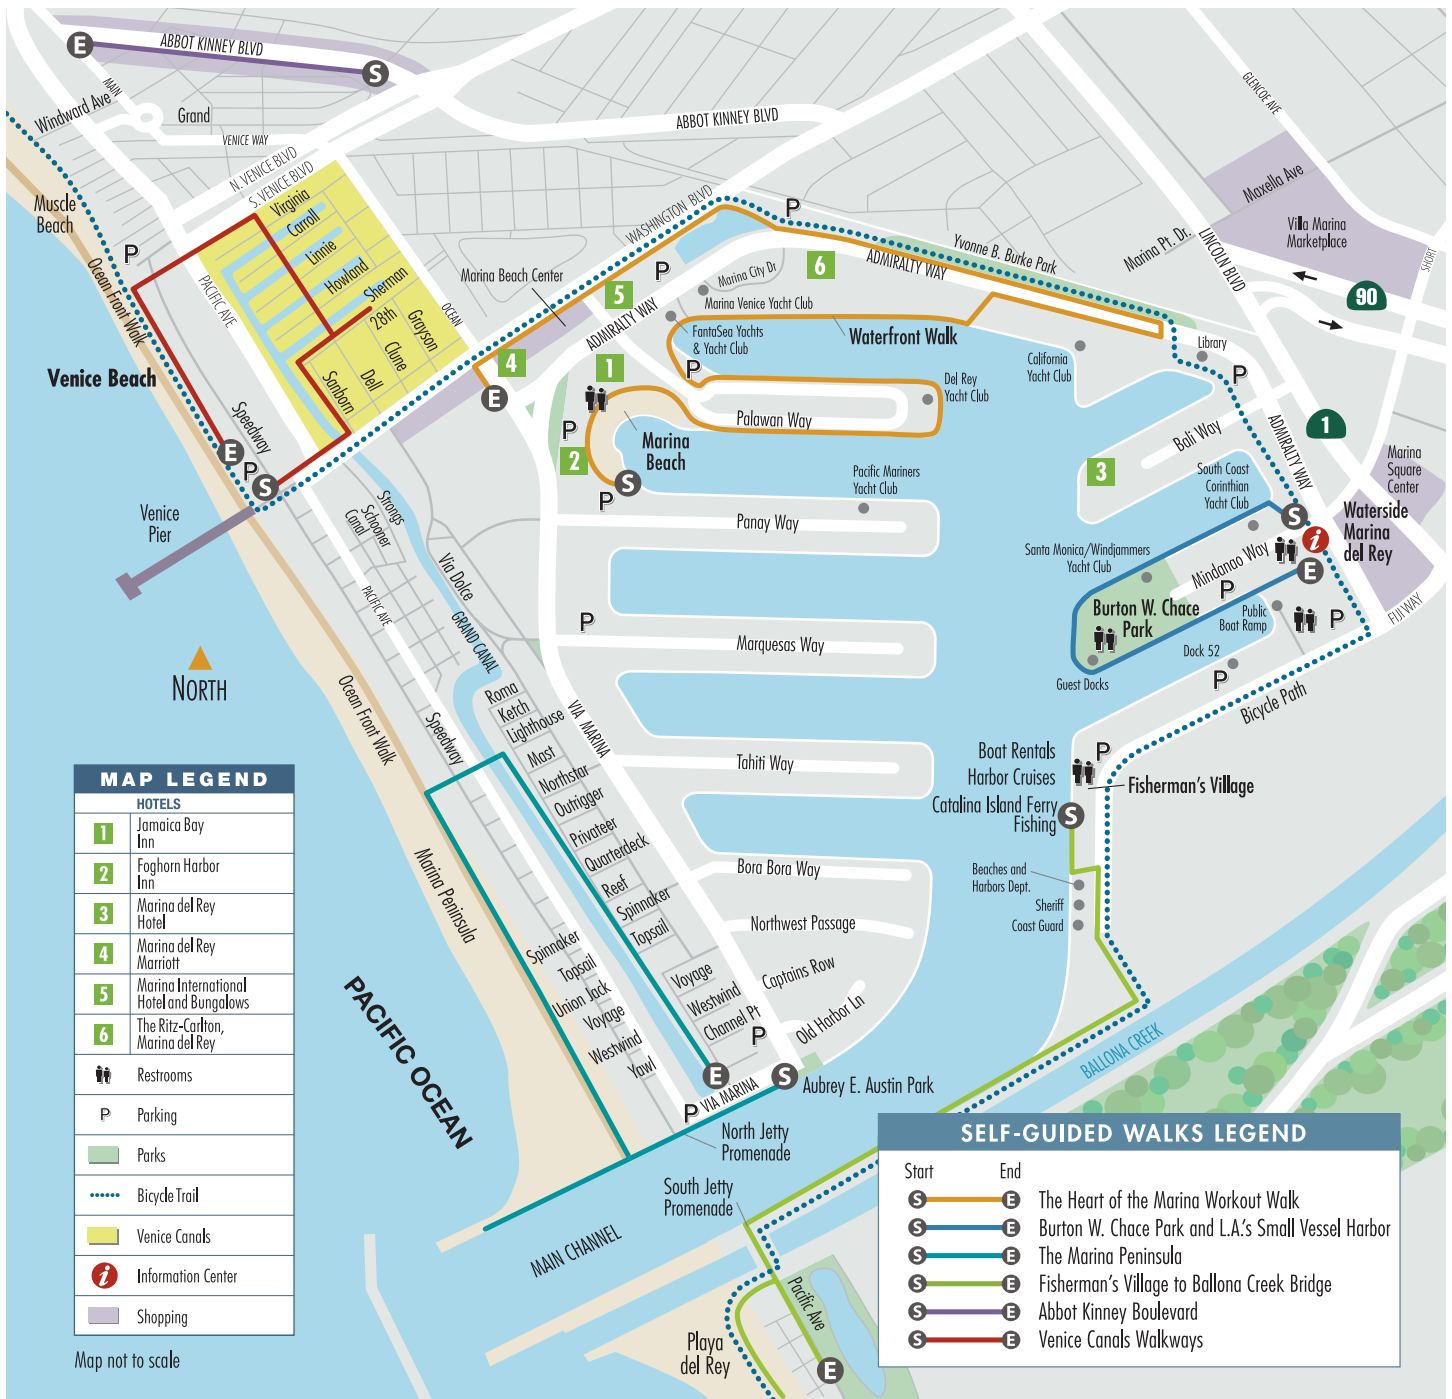 E
ABBOT KINNEY BLVD
S
MAIN
Windward Ave
Grand
VENICE WAY
ABBOT KINNEY BLVD
GLENCOE AVE
N. VENICE BLVD
S. VENICE BLVD
Muscle
Beach
P
Virginia
Carroll
Linnie
Howland
Sherman
28th
Grayson
Clune
Dell
Sanborn
OCEAN
PACIFIC AVE
Ocean Front Walk
Venice Beach
Speedway
E
P
S
Venice
Pier
WASHINGTON BLVD
Marina Beach Center
P
P
Marina City Dr
Marina Venice Yacht Club
6
5
4
E
ADMIRALTY WAY
ADMIRALTY WAY
Yvonne B. Burke Park
Marina Pt. Dr.
LINCOLN BLVD
Maxella Ave
Villa Marina
Marketplace
SHORT
90
FantaSea Yachts
& Yacht Club
Waterfront Walk
California
Yacht Club
Library
P
1
P
Del Rey
Yacht Club
Palawan Way
P
2
Marina
Beach
S
P
Pacific Mariners
Yacht Club
Panay Way
3
Bali Way
ADMIRALTY WAY
1
South Coast
Corinthian
Yacht Club
Marina
Square
Center
S
i
Waterside
Marina
del Rey
E
Santa Monica/Windjammers
Yacht Club
Mindanao Way
P
Burton W. Chace
Park
Public
Boat Ramp
P
FIJI WAY
Dock 52
P
Guest Docks
Bicycle Path
Strongs
Schooner
Canal
Via Dolce
PACIFIC AVE
GRAND CANAL
P
Marquesas Way
NORTH
Ocean Front Walk
Speedway
Roma
Ketch
Lighthouse
Mast
Northstar
Outrigger
Privateer
Quarterdeck
Reef
Spinnaker
Topsail
VIA MARINA
Tahiti Way
Boat Rentals
Harbor Cruises
Catalina Island Ferry
Fishing
P
Fisherman's Village
S
Bora Bora Way
Beaches and
Harbors Dept.
Sheriff
Coast Guard
Northwest Passage
Captains Row
Old Harbor Ln
Marina Peninsula
Spinnaker
Topsail
Union Jack
Voyage
Westwind
Yawl
Voyage
Westwind
Channel Pt
P
PACIFIC OCEAN
E
S
Aubrey E. Austin Park
VIA MARINA
P
North Jetty
Promenade
BALLONA CREEK
South Jetty
Promenade
MAIN CHANNEL
Pacific Ave
Playa
del Rey
E
MAP LEGEND
HOTELS
1 Jamaica Bay
Inn
2 Foghorn Harbor
Inn
3 Marina del Rey
Hotel
4 Marina del Rey
Marriott
5 Marina International
Hotel and Bungalows
6 The Ritz-Carlton,
Marina del Rey
Restrooms
P Parking
Parks
Bicycle Trail
Venice Canals
i Information Center
Shopping
Map not to scale
SELF-GUIDED WALKS LEGEND
Start End
S E The Heart of the Marina Workout Walk
S E Burton W. Chace Park and L.A.'s Small Vessel Harbor
S E The Marina Peninsula
S E Fisherman's Village to Ballona Creek Bridge
S E Abbot Kinney Boulevard
S E Venice Canals Walkways